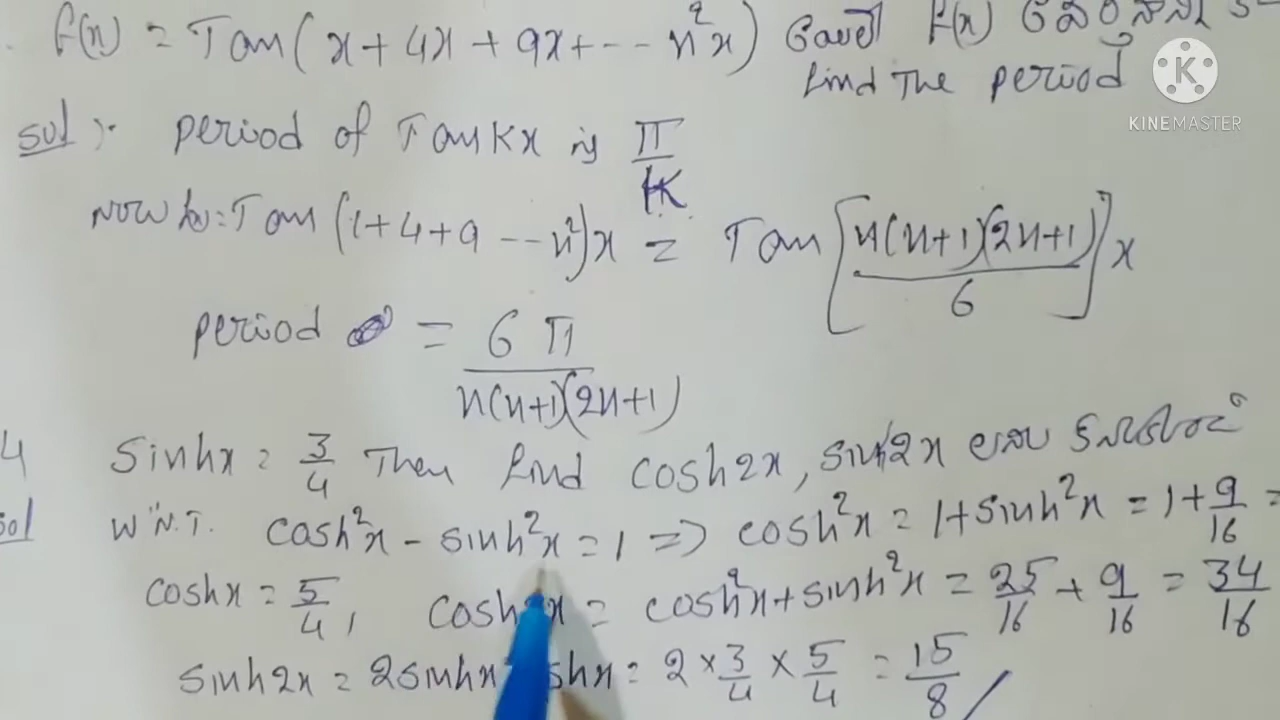 f(x) = Tan(x + 4x + 9x + --- n²x) f(x)
find The period
KINEMASTER
sol :- period of Tan Kx is π/K
Now Tan (1+4+9 --- n²)x = Tan [n(n+1)(2n+1)/6] x
period = 6π/n(n+1)(2n+1)
4 Sinhx = 3/4 Then find cosh2x, sinh2x
sol W.N.T. cosh²x - sinh²x = 1 => cosh²x = 1+sinh²x = 1+9/16 =
coshx = 5/4, cosh2x = cosh²x + sinh²x = 25/16 + 9/16 = 34/16
sinh2x = 2sinhx shx = 2 × 3/4 × 5/4 = 15/8 /